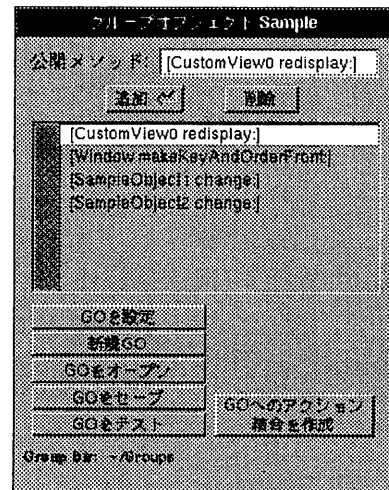 グループオブジェクト Sample
公開メソッド: [CustomView0 redisplay:]
追加
削除
[CustomView0 redisplay:]
[Window makeKeyAndOrderFront:]
[SampleObject1 change:]
[SampleObject2 change:]
GOを設定
新規GO
GOをオープン
GOをセーブ
GOをテスト
GOへのアクション
結合を作成
Group Dir: ~/Groups